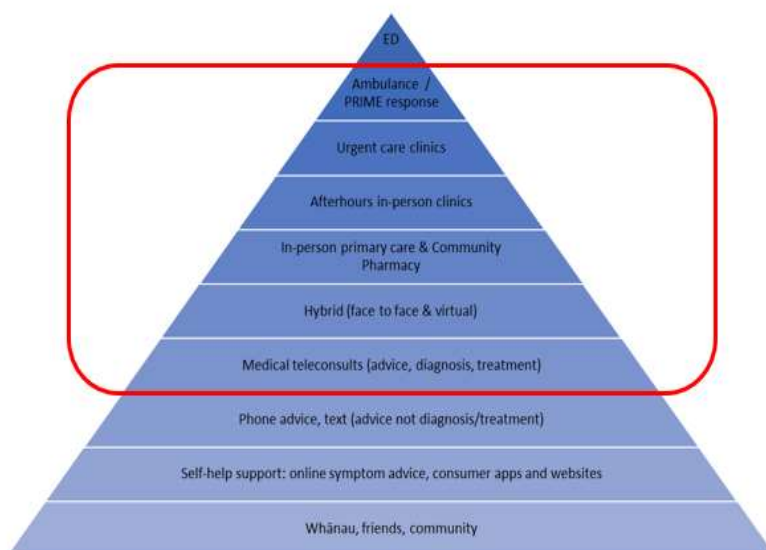 ED
Ambulance /
PRIME response
Urgent care clinics
Afterhours in-person clinics
In-person primary care & Community
Pharmacy
Hybrid (face to face & virtual)
Medical teleconsults (advice, diagnosis, treatment)
Phone advice, text (advice not diagnosis/treatment)
Self-help support: online symptom advice, consumer apps and websites
Whānau, friends, community